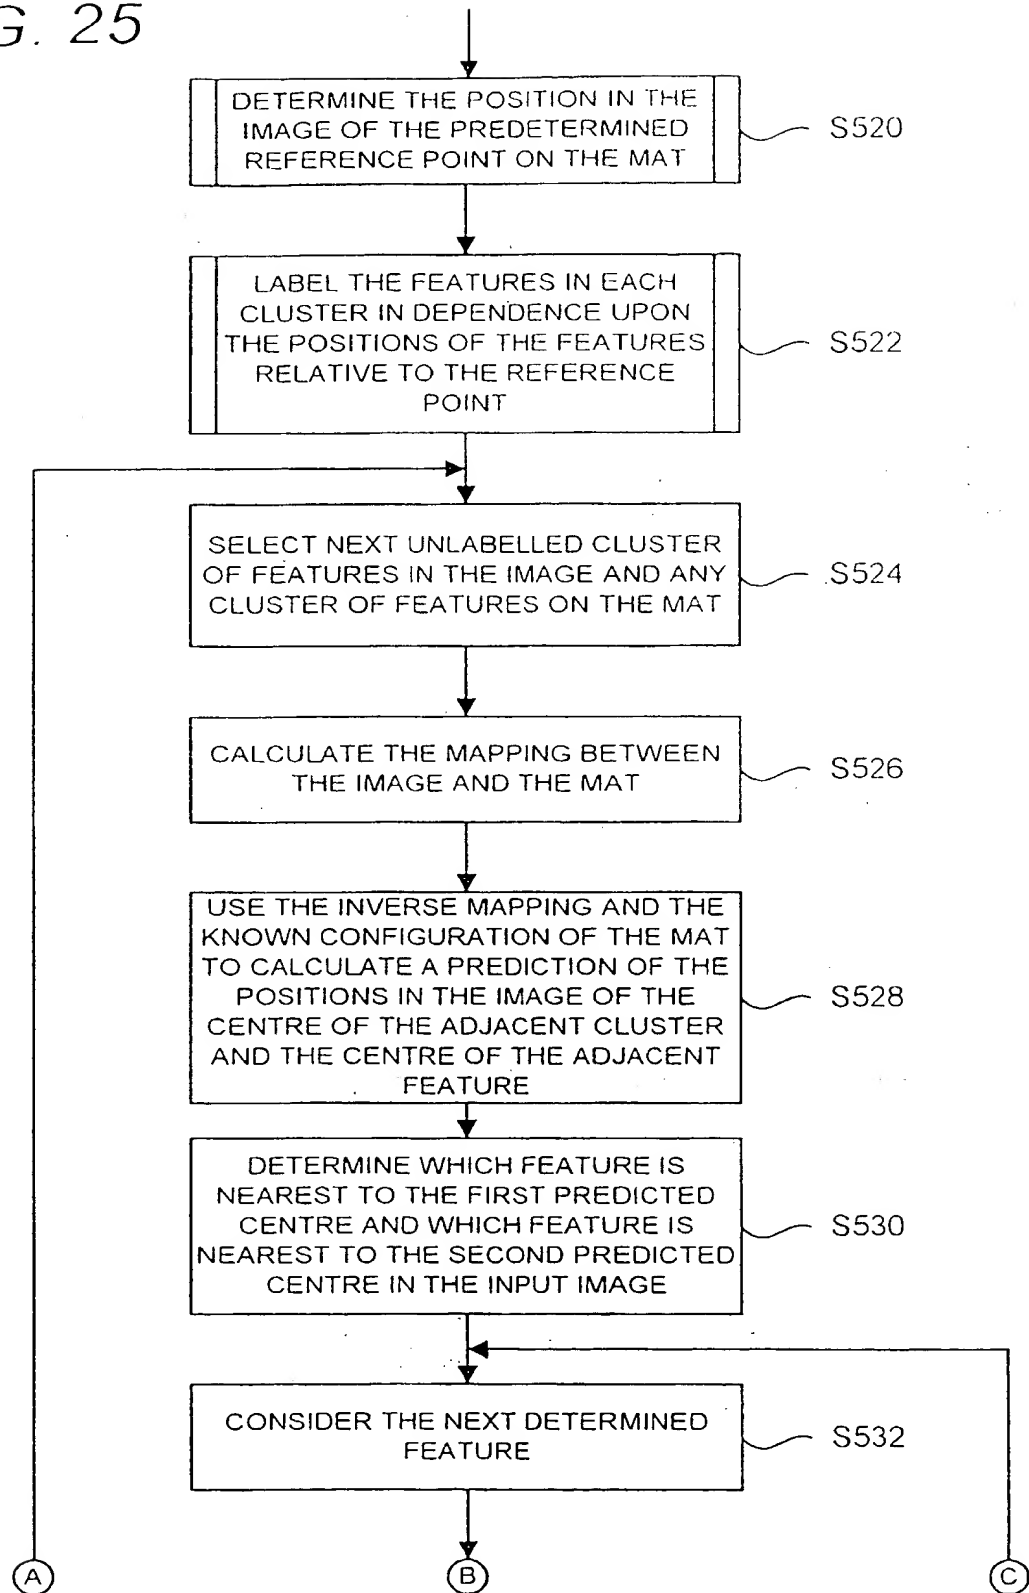 G. 25
DETERMINE THE POSITION IN THE
IMAGE OF THE PREDETERMINED
REFERENCE POINT ON THE MAT
S520
LABEL THE FEATURES IN EACH
CLUSTER IN DEPENDENCE UPON
THE POSITIONS OF THE FEATURES
RELATIVE TO THE REFERENCE
POINT
S522
SELECT NEXT UNLABELLED CLUSTER
OF FEATURES IN THE IMAGE AND ANY
CLUSTER OF FEATURES ON THE MAT
S524
CALCULATE THE MAPPING BETWEEN
THE IMAGE AND THE MAT
S526
USE THE INVERSE MAPPING AND THE
KNOWN CONFIGURATION OF THE MAT
TO CALCULATE A PREDICTION OF THE
POSITIONS IN THE IMAGE OF THE
CENTRE OF THE ADJACENT CLUSTER
AND THE CENTRE OF THE ADJACENT
FEATURE
S528
DETERMINE WHICH FEATURE IS
NEAREST TO THE FIRST PREDICTED
CENTRE AND WHICH FEATURE IS
NEAREST TO THE SECOND PREDICTED
CENTRE IN THE INPUT IMAGE
S530
CONSIDER THE NEXT DETERMINED
FEATURE
S532
A
B
C